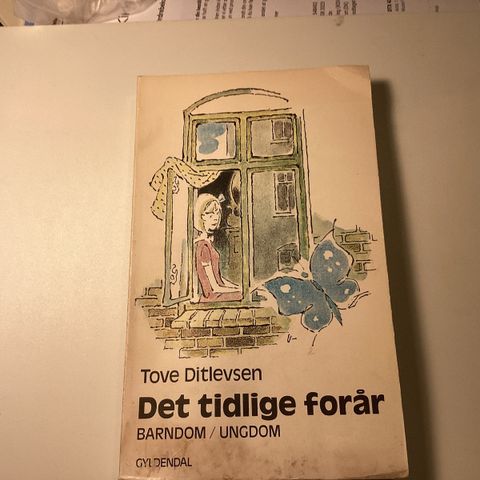 Tove Ditlevsen
Det tidlige forår
BARNDOM / UNGDOM
GYLDENDAL